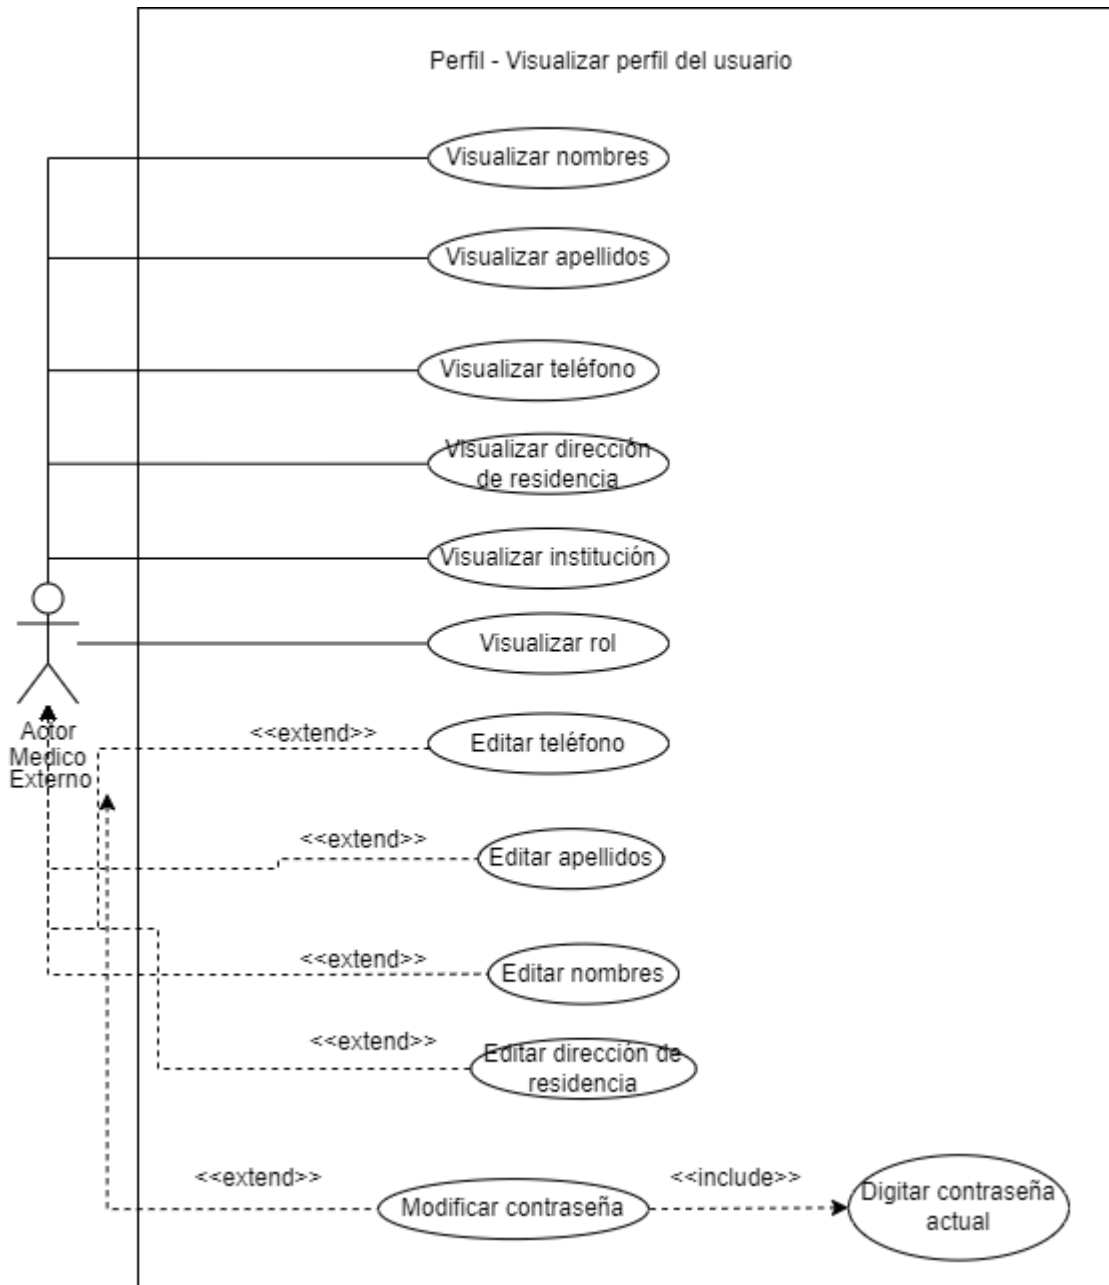 Perfil - Visualizar perfil del usuario
Visualizar nombres
Visualizar apellidos
Visualizar teléfono
Visualizar dirección
de residencia
Visualizar institución
Visualizar rol
Actor
Medico
Externo
<<extend>>
Editar teléfono
<<extend>>
Editar apellidos
<<extend>>
Editar nombres
<<extend>>
Editar dirección de
residencia
<<extend>>
Modificar contraseña
<<include>>
Digitar contraseña
actual